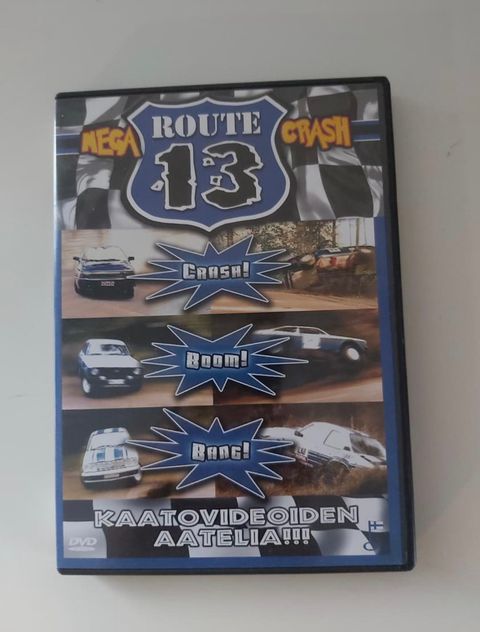 MEGA ROUTE CRASH
13
CRASH!
BOOM!
BANG!
KAATOVIDEOIDEN
AATELIA!!!
DVD